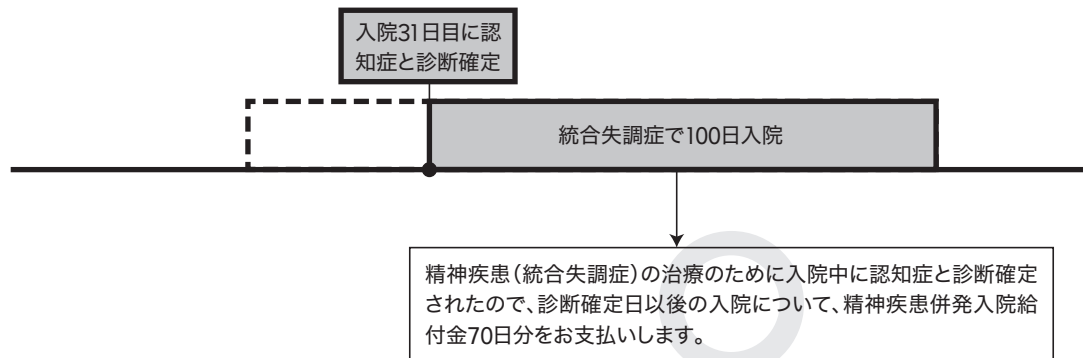 入院31日目に認
知症と診断確定
統合失調症で100日入院
精神疾患（統合失調症）の治療のために入院中に認知症と診断確定
されたので、診断確定日以後の入院について、精神疾患併発入院給
付金70日分をお支払いします。